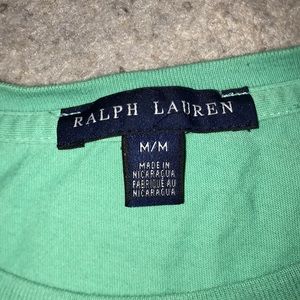 RALPH LAUREN
M/M
MADE IN
NICARAGUA
FABRIQUÉ AU
NICARAGUA